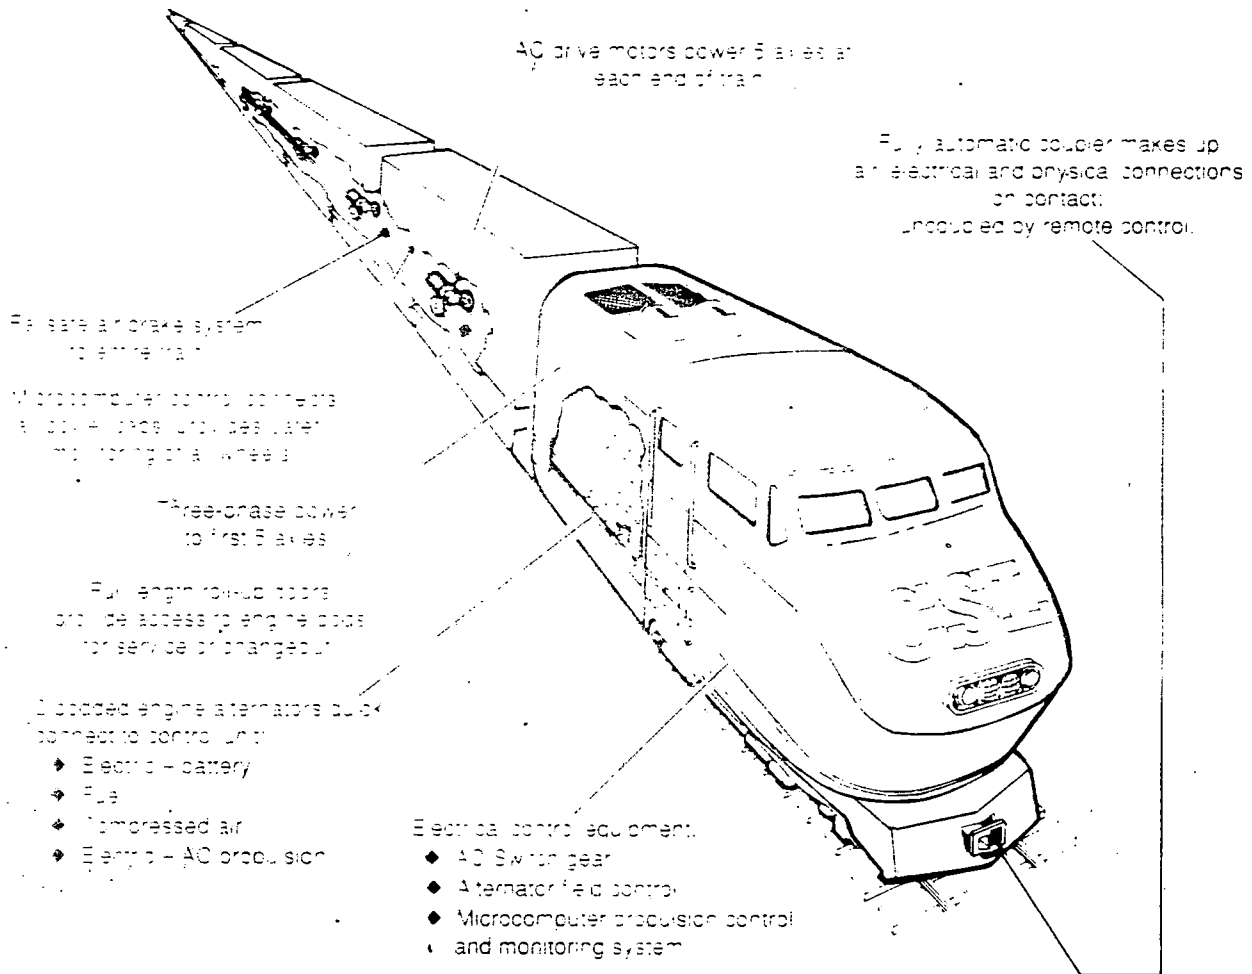 AC drive motors power 5 axles at
each end of train
Fully automatic coupler makes up
air electrical and physical connections
on contact;
uncoupled by remote control.
Failsafe air brake system
to entire train
Microcomputer control connects
all power
monitoring of all wheels
Three-phase power
to first 5 axles
Full length roll-up doors
provide access to engine pods
for service or changeout
podded engine alternators quick
connect to control unit:
◆ Electric – battery
◆ Fuel
◆ Compressed air
◆ Electric – AC propulsion
Electrical control equipment:
◆ AC Switch gear
◆ Alternator field control
◆ Microcomputer propulsion control
and monitoring system